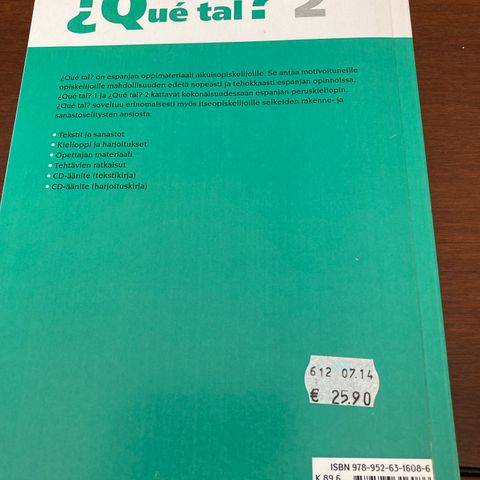 ¿Qué tal? 2
¿Qué tal? on espanjan oppimateriaali aikuisopiskelijoille. Se antaa motivoituneille
opiskelijoille mahdollisuuden edetä nopeasti ja tehokkaasti espanjan opinnoissa.
¿Qué tal? 1 ja ¿Qué tal? 2 kattavat kokonaisuudessaan espanjan peruskieliopin.
¿Qué tal? soveltuu erinomaisesti myös itseopiskelijoille selkeiden rakenne- ja
sanastoselitysten ansiosta.
• Tekstit ja sanastot
• Kielioppi ja harjoitukset
• Opettajan materiaali
• Tehtävien ratkaisut
• CD-äänite (tekstikirja)
• CD-äänite (harjoituskirja)
612 07.14
€ 25.90
ISBN 978-952-63-1608-6
K 89.6